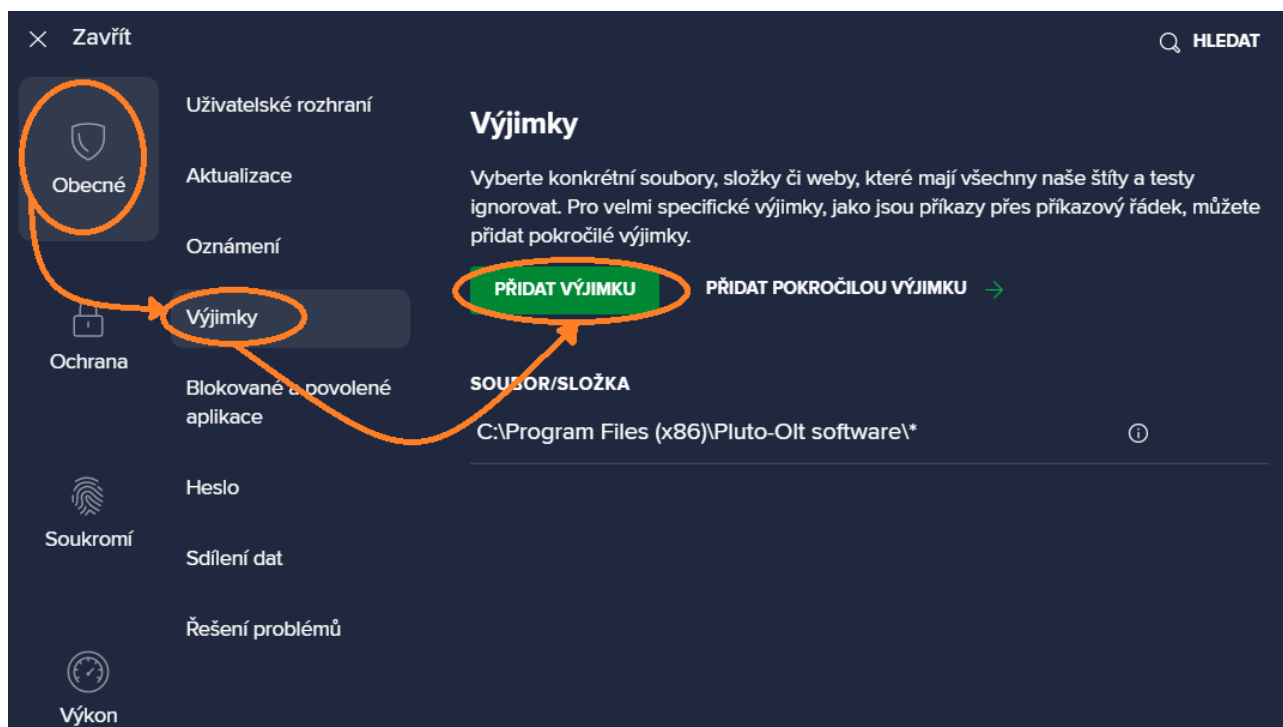 Zavřít
HLEDAT
Obecné
Ochrana
Soukromí
Výkon
Uživatelské rozhraní
Aktualizace
Oznámení
Výjimky
Blokované a povolené
aplikace
Heslo
Sdílení dat
Řešení problémů
Výjimky
Vyberte konkrétní soubory, složky či weby, které mají všechny naše štíty a testy
ignorovat. Pro velmi specifické výjimky, jako jsou příkazy přes příkazový řádek, můžete
přidat pokročilé výjimky.
PŘIDAT VÝJIMKU
PŘIDAT POKROČILOU VÝJIMKU
SOUBOR/SLOŽKA
C:\Program Files (x86)\Pluto-Olt software\*